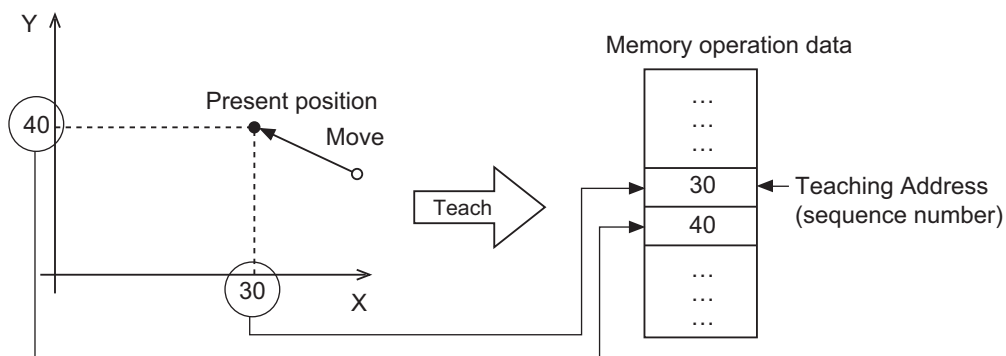 Y
40
Present position
Move
30
X
Teach
Memory operation data
...
...
...
30
40
...
...
...
Teaching Address
(sequence number)